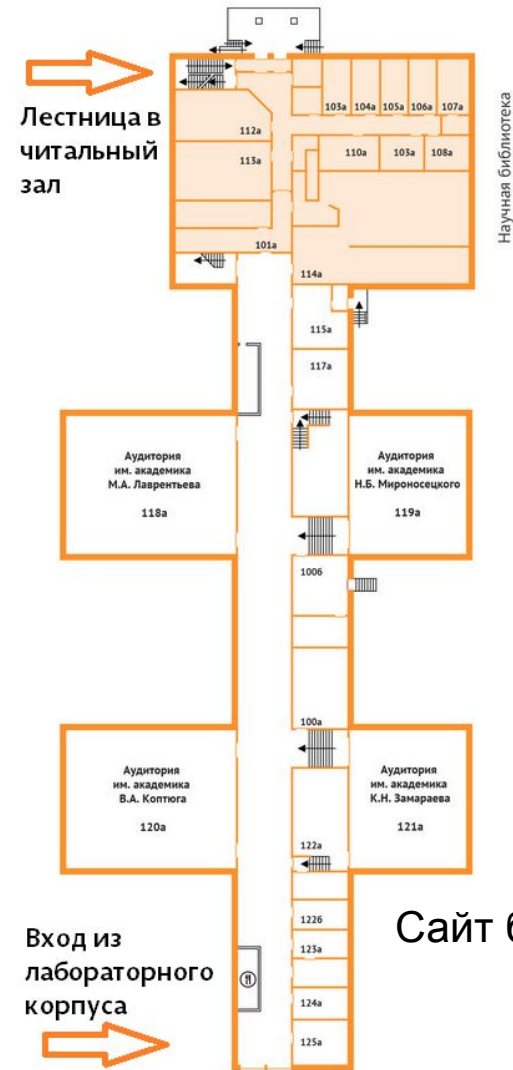 Лестница в
читальный
зал
103а
104а
105а
106а
107а
112а
113а
110а
103а
108а
Научная библиотека
101а
114а
115а
117а
Аудитория
им. академика
М.А. Лаврентьева
118а
Аудитория
им. академика
Н.Б. Мироносецкого
119а
100б
100а
Аудитория
им. академика
В.А. Коптюга
120а
Аудитория
им. академика
К.Н. Замараева
121а
122а
122б
123а
124а
125а
Сайт б
Вход из
лабораторного
корпуса